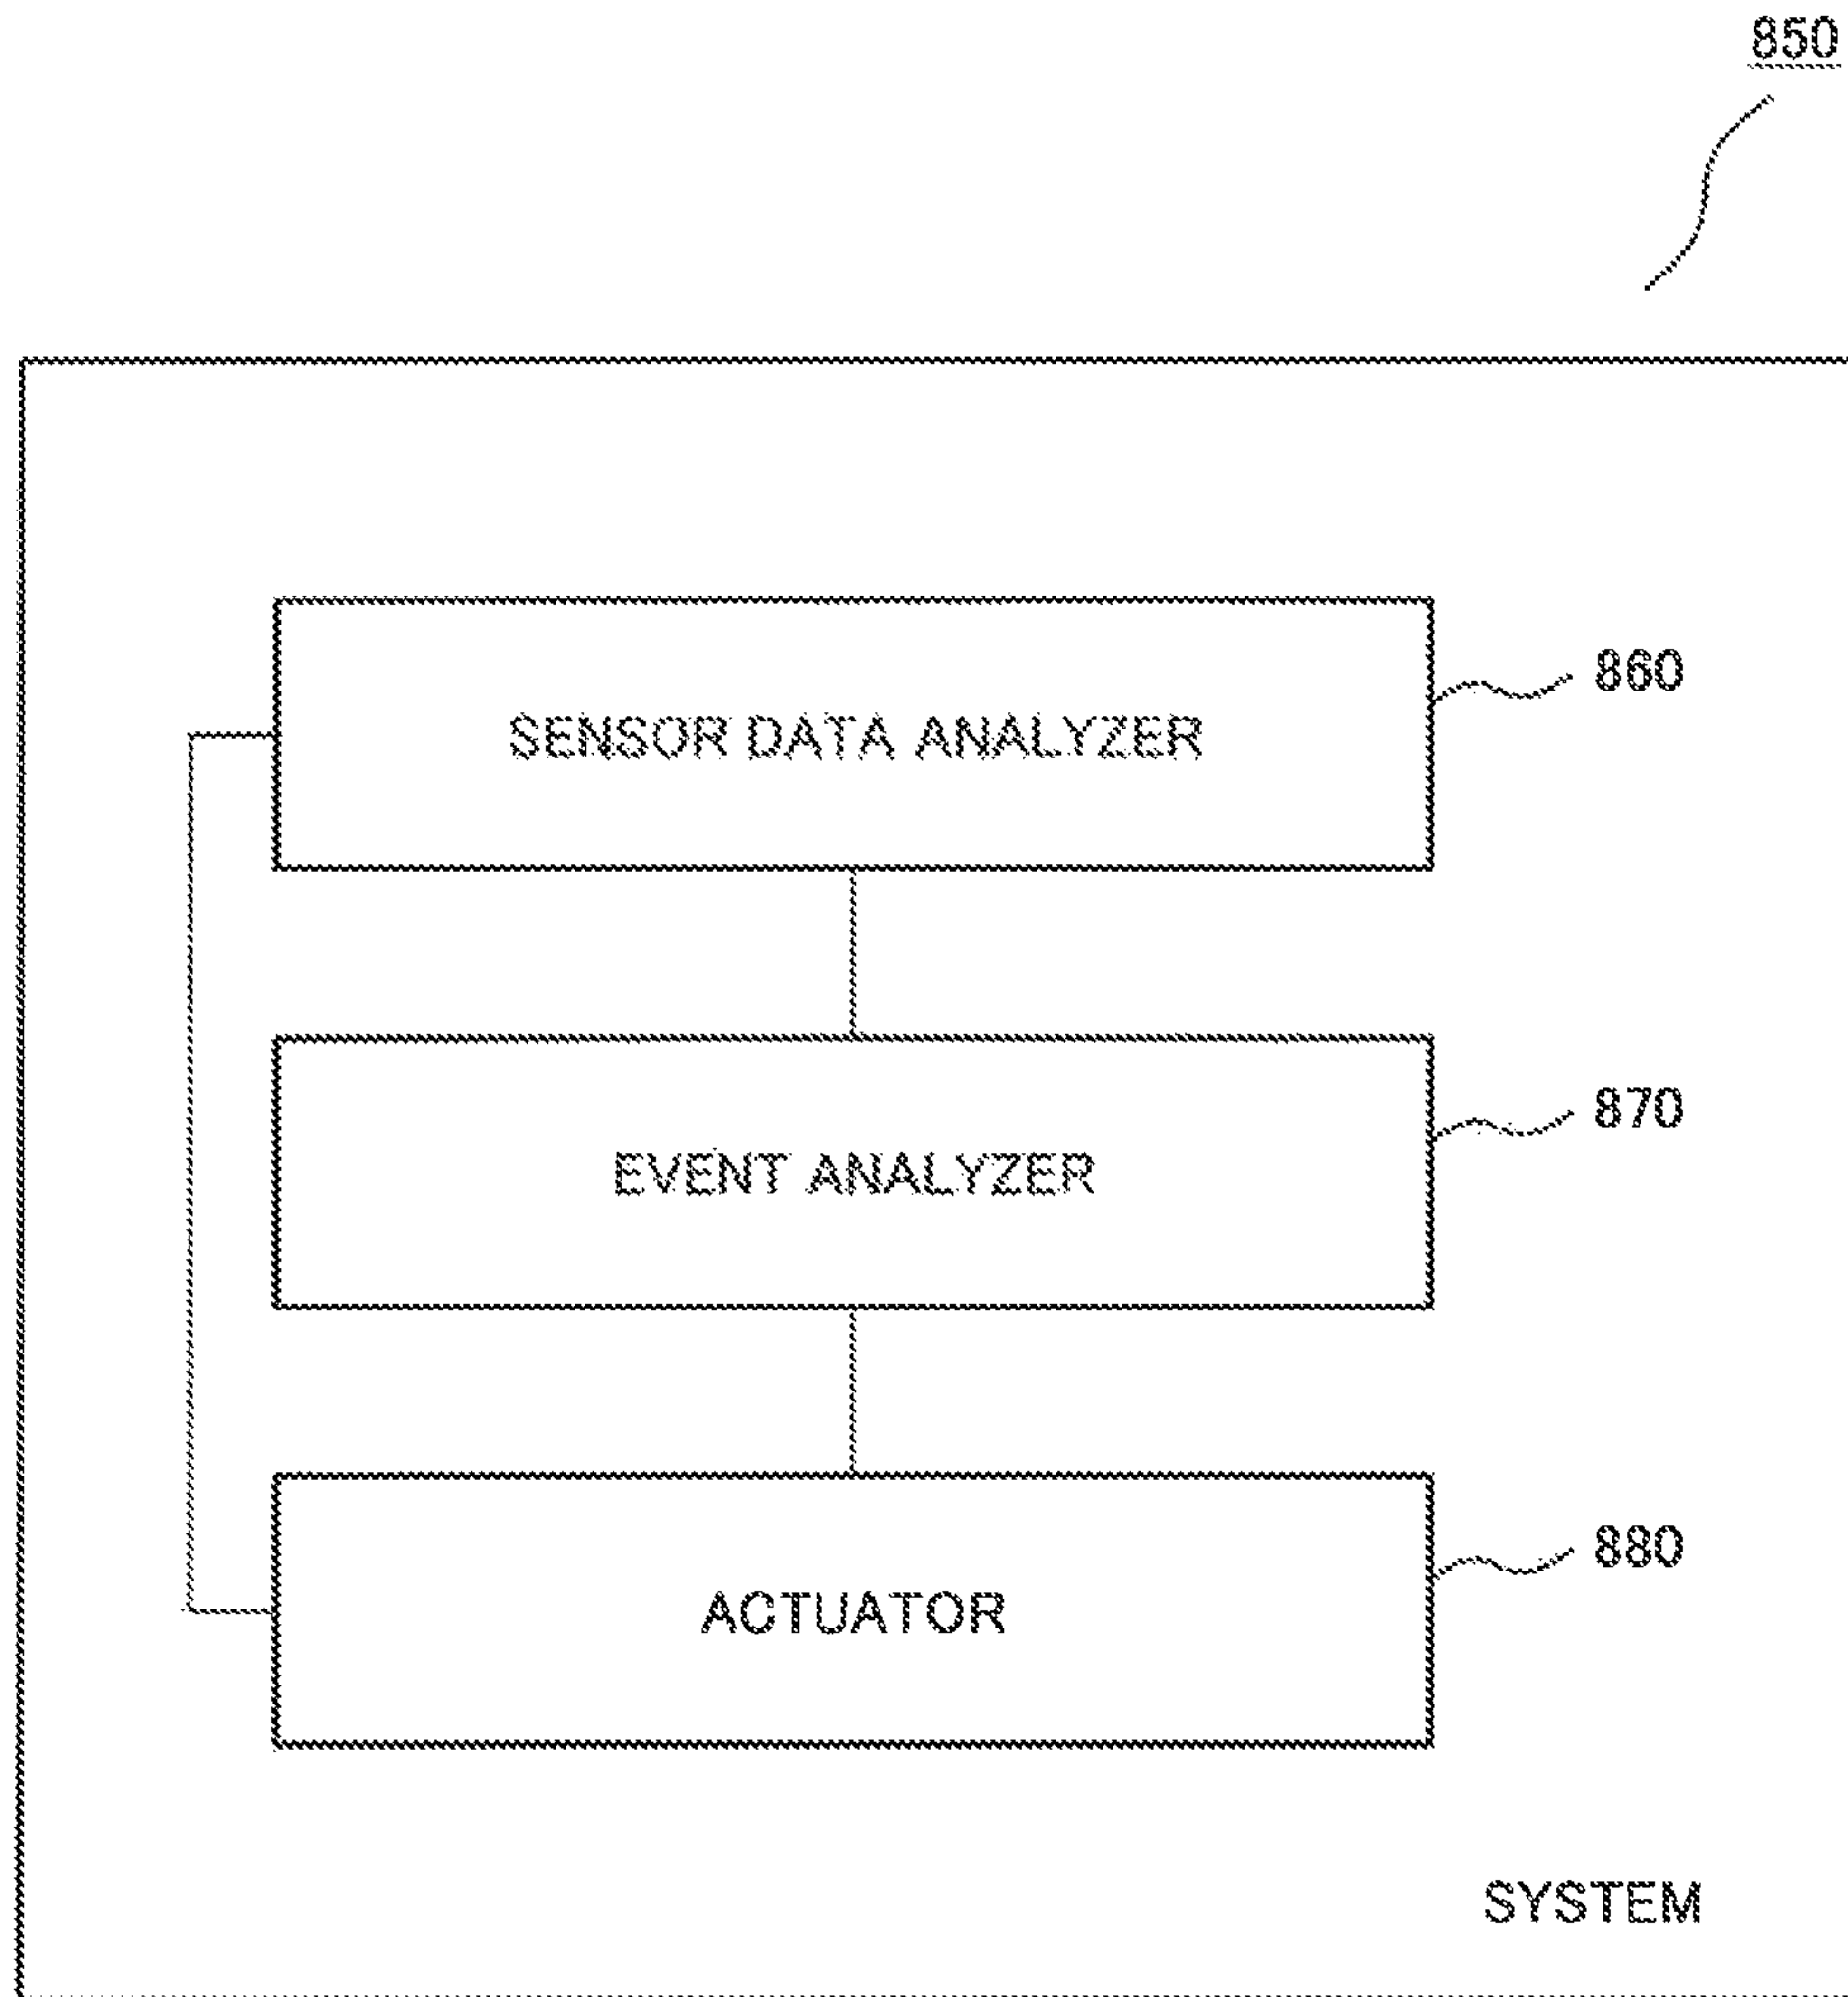 850
860
SENSOR DATA ANALYZER
870
EVENT ANALYZER
880
ACTUATOR
SYSTEM